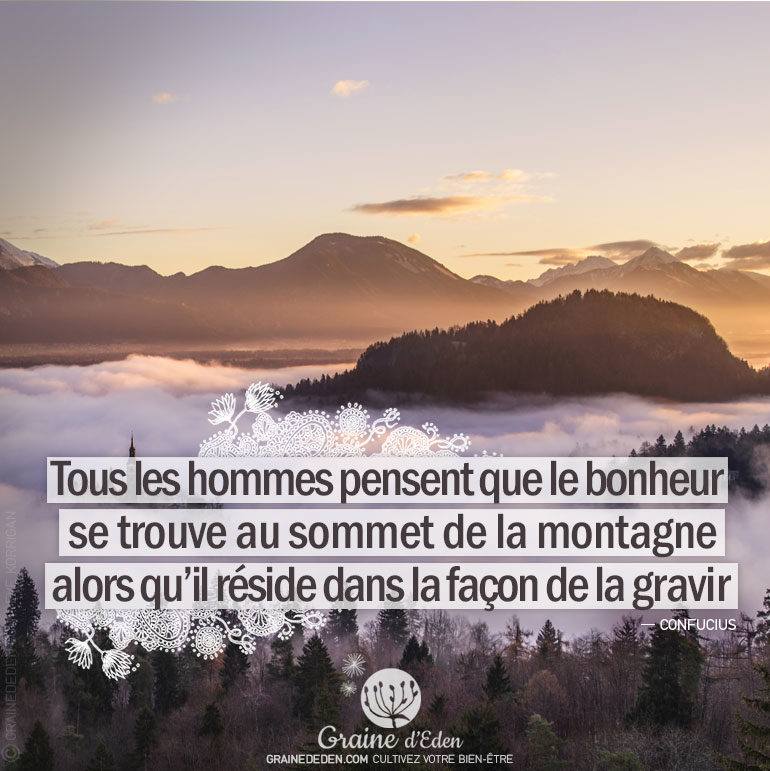 Tous les hommes pensent que le bonheur
se trouve au sommet de la montagne
alors qu'il réside dans la façon de la gravir
— CONFUCIUS
Graine d'Eden
GRAINEDEDEN.COM CULTIVEZ VOTRE BIEN-ÊTRE